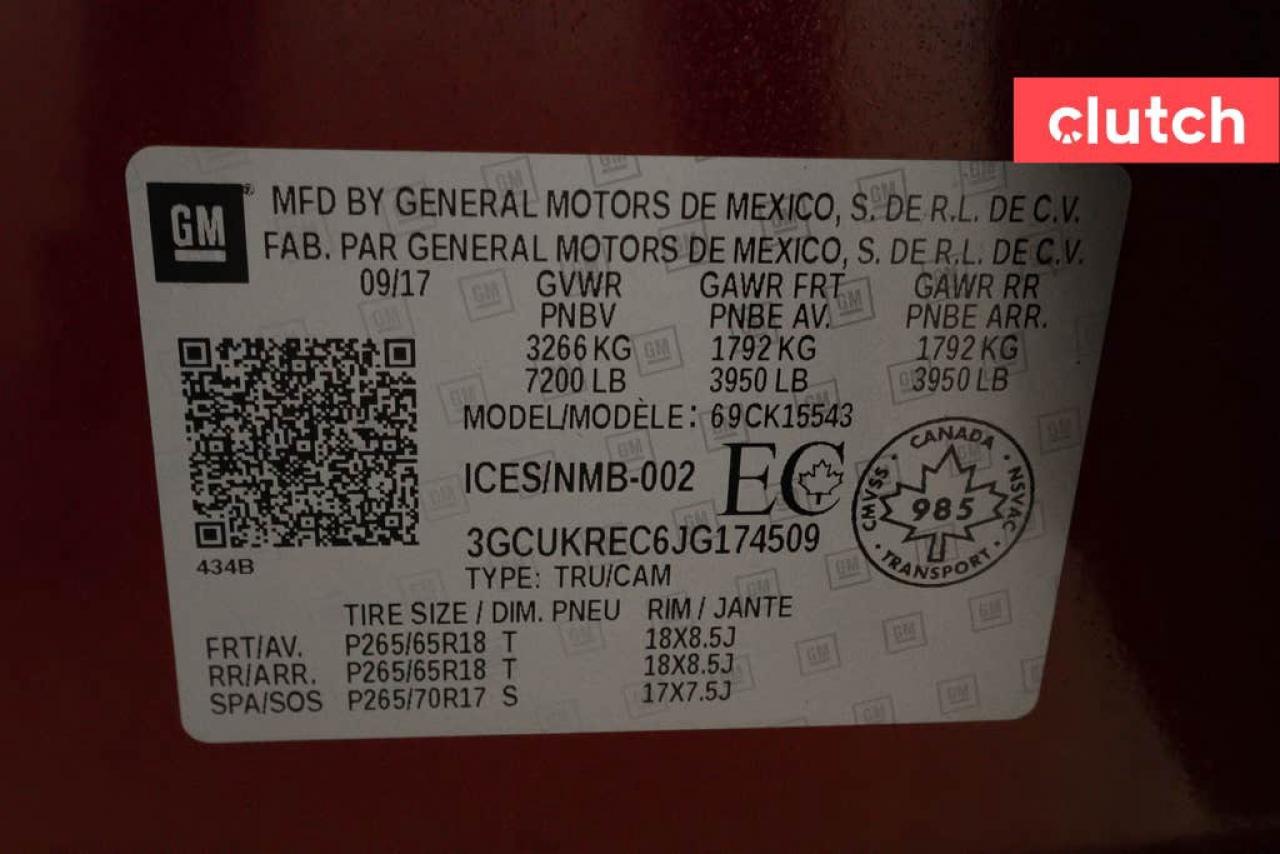 clutch
GM
MFD BY GENERAL MOTORS DE MEXICO, S. DE R.L. DE C.V.
FAB. PAR GENERAL MOTORS DE MEXICO, S. DE R.L. DE C.V.
09/17 GVWR GAWR FRT GAWR RR
PNBV PNBE AV. PNBE ARR.
3266 KG 1792 KG 1792 KG
7200 LB 3950 LB 3950 LB
MODEL/MODÈLE: 69CK15543
ICES/NMB-002 EC
CANADA
CMVSS NSVAC
985
TRANSPORT
3GCUKREC6JG174509
434B
TYPE: TRU/CAM
TIRE SIZE / DIM. PNEU RIM / JANTE
FRT/AV. P265/65R18 T 18X8.5J
RR/ARR. P265/65R18 T 18X8.5J
SPA/SOS P265/70R17 S 17X7.5J